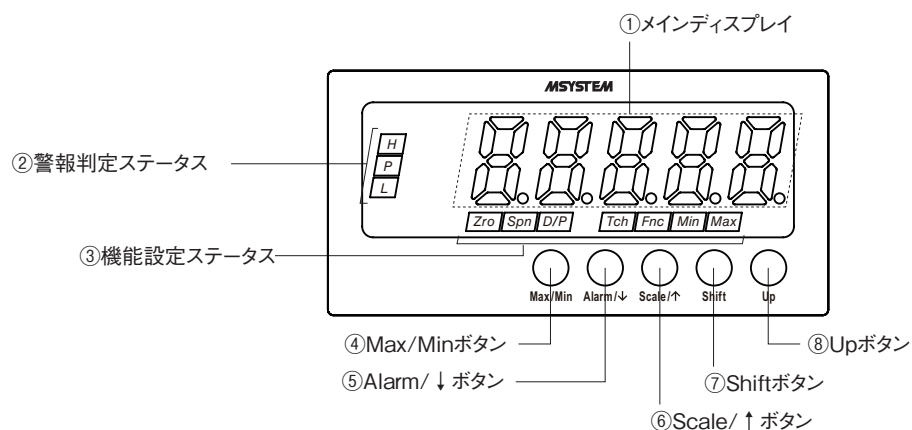 ①メインディスプレイ
MSYSTEM
H
P
L
②警報判定ステータス
Zro Spn D/P Tch Fnc Min Max
③機能設定ステータス
Max/Min Alarm/↓ Scale/↑ Shift Up
④Max/Minボタン
⑧Upボタン
⑤Alarm/↓ボタン
⑦Shiftボタン
⑥Scale/↑ボタン